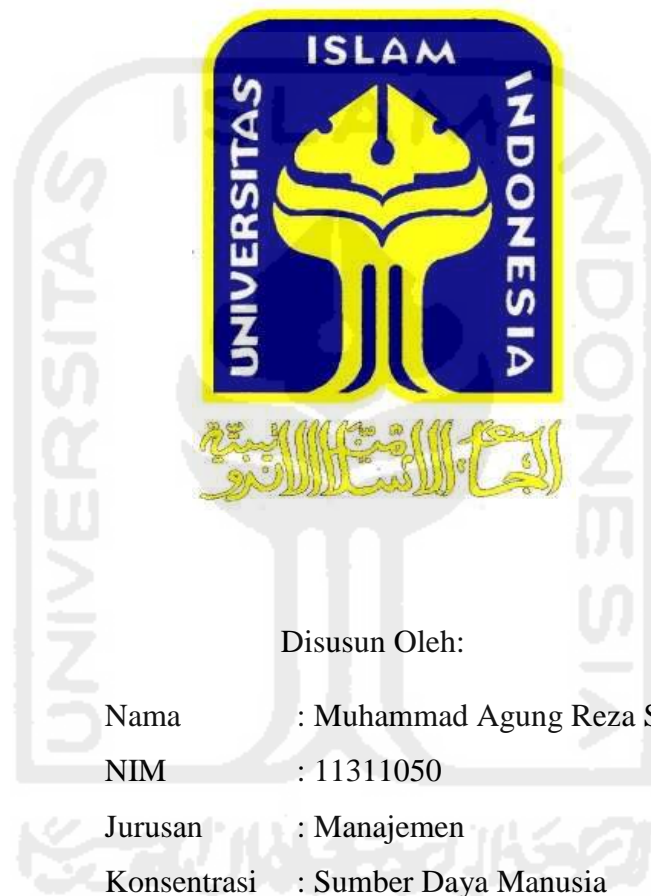 UNIVERSITAS
ISLAM
INDONESIA
Disusun Oleh:
Nama : Muhammad Agung Reza S
NIM : 11311050
Jurusan : Manajemen
Konsentrasi : Sumber Daya Manusia